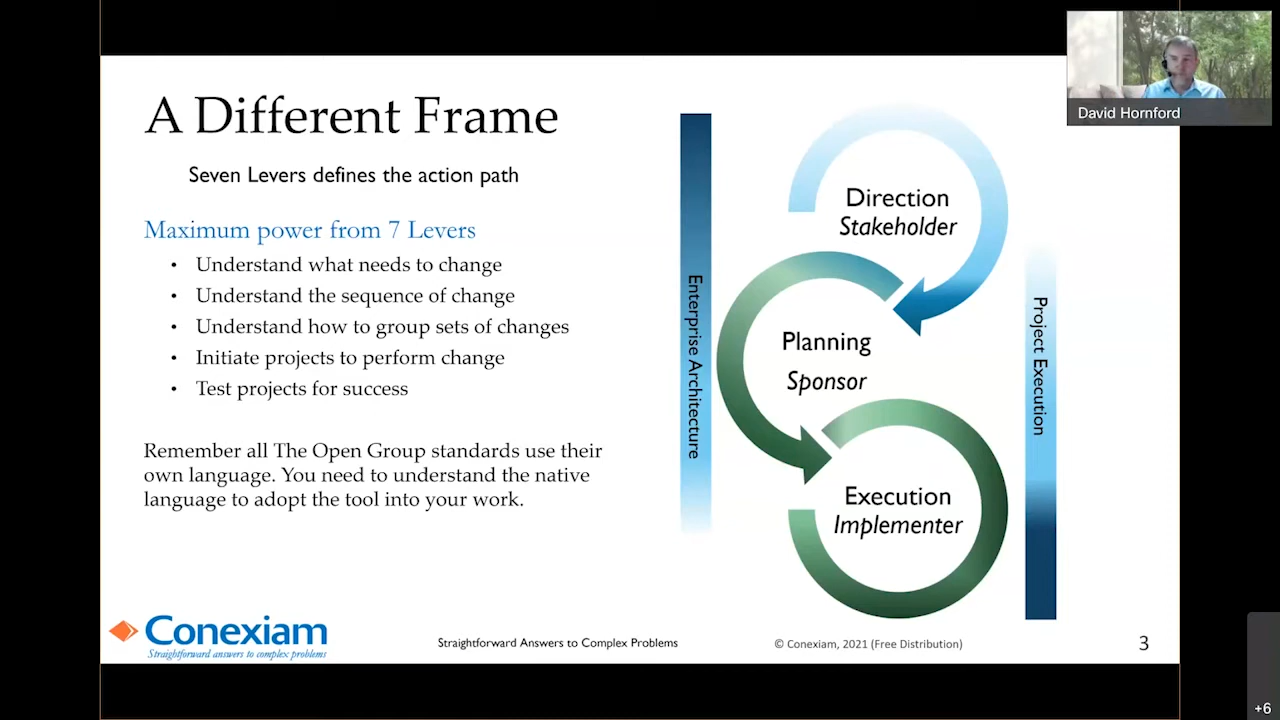 A Different Frame
Seven Levers defines the action path
Maximum power from 7 Levers
• Understand what needs to change
• Understand the sequence of change
• Understand how to group sets of changes
• Initiate projects to perform change
• Test projects for success
Remember all The Open Group standards use their
own language. You need to understand the native
language to adopt the tool into your work.
Enterprise Architecture
Direction
Stakeholder
Planning
Sponsor
Execution
Implementer
Project Execution
David Hornford
Conexiam
Straightforward answers to complex problems
Straightforward Answers to Complex Problems
© Conexiam, 2021 (Free Distribution)
3
+6